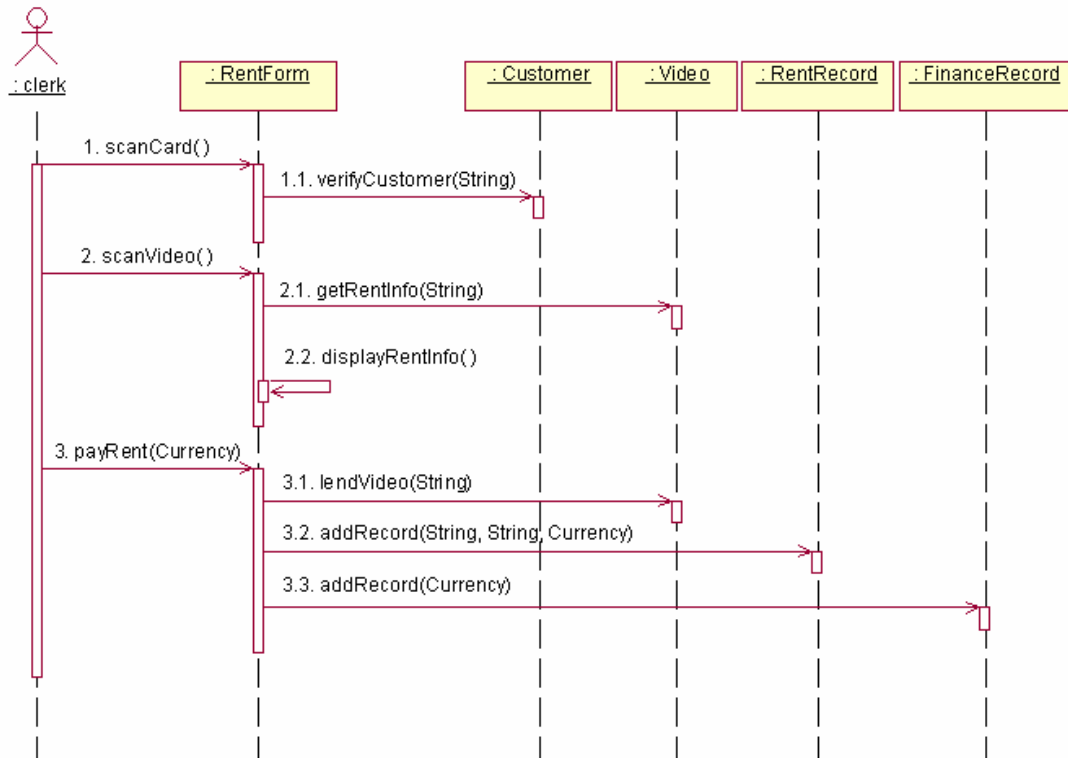 : clerk
: RentForm
: Customer
: Video
: RentRecord
: FinanceRecord
1. scanCard()
1.1. verifyCustomer(String)
2. scanVideo()
2.1. getRentInfo(String)
2.2. displayRentInfo()
3. payRent(Currency)
3.1. lendVideo(String)
3.2. addRecord(String, String, Currency)
3.3. addRecord(Currency)